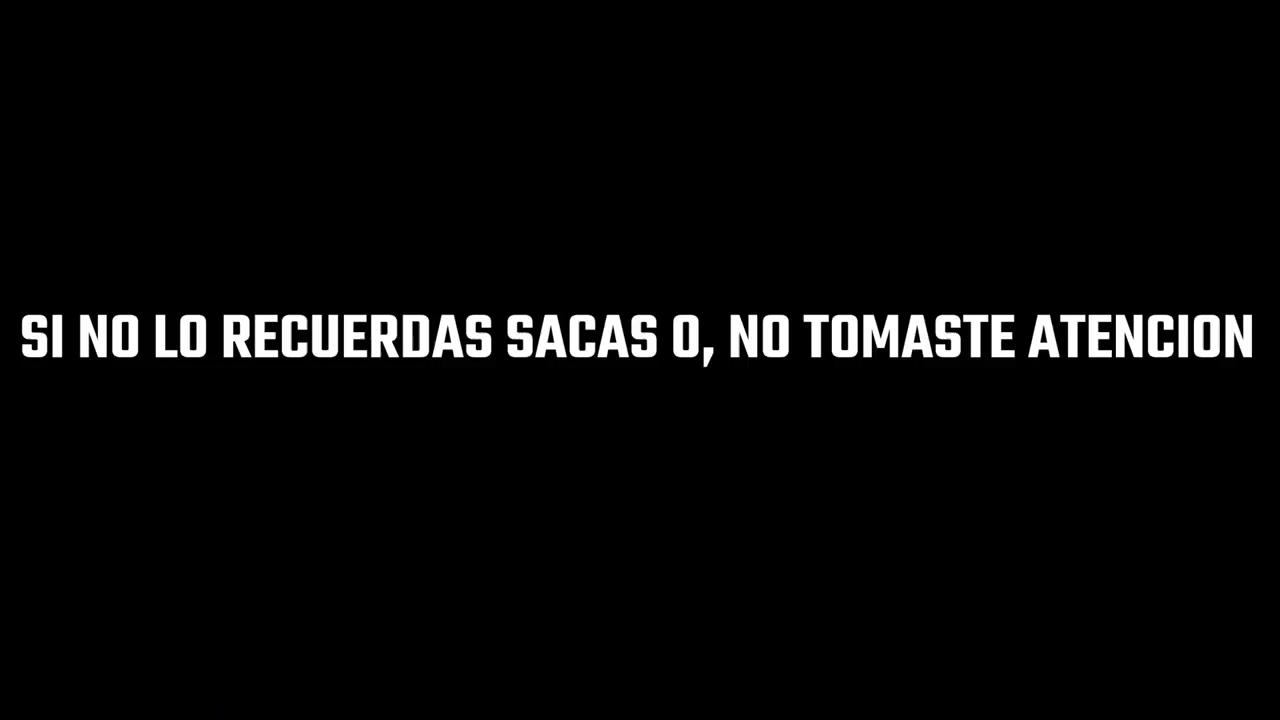 SI NO LO RECUERDAS SACAS 0, NO TOMASTE ATENCION